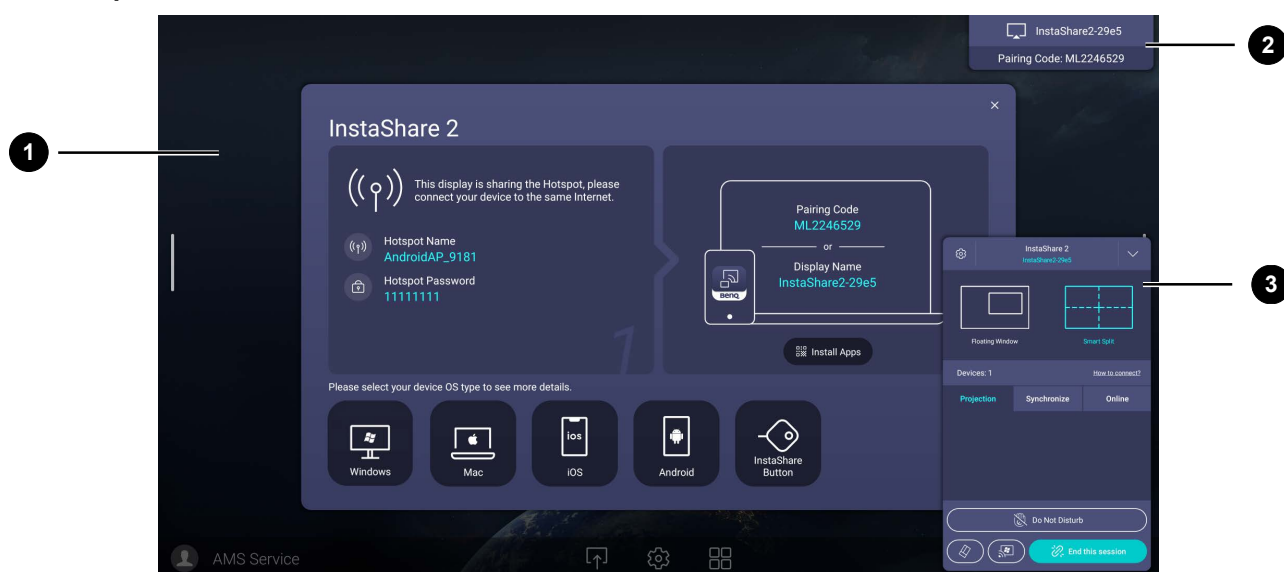 InstaShare2-29e5
Pairing Code: ML2246529
2
InstaShare 2
1
This display is sharing the Hotspot, please
connect your device to the same Internet.
Hotspot Name
AndroidAP_9181
Hotspot Password
11111111
1
Pairing Code
ML2246529
or
Display Name
InstaShare2-29e5
BenQ
Install Apps
Please select your device OS type to see more details.
Windows
Mac
ios
iOS
Android
InstaShare
Button
InstaShare 2
InstaShare2-29e5
3
Floating Window
Smart Split
Devices: 1
How to connect?
Projection
Synchronize
Online
Do Not Disturb
End this session
AMS Service